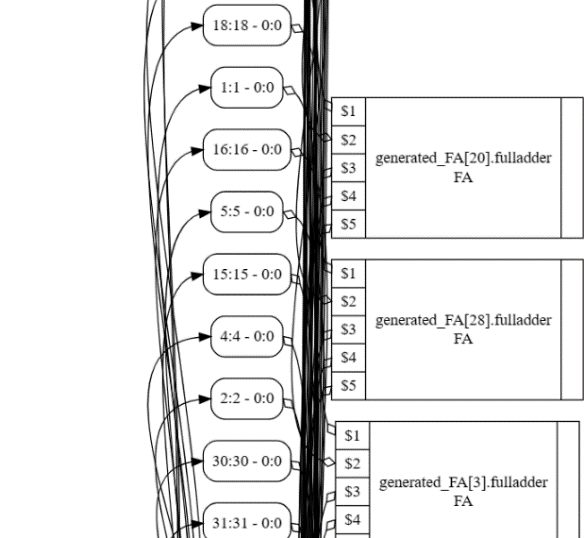 18:18 - 0:0
1:1 - 0:0
16:16 - 0:0
5:5 - 0:0
15:15 - 0:0
4:4 - 0:0
2:2 - 0:0
30:30 - 0:0
31:31 - 0:0
$1
$2
$3
$4
$5
generated_FA[20].fulladder
FA
$1
$2
$3
$4
$5
generated_FA[28].fulladder
FA
$1
$2
$3
$4
generated_FA[3].fulladder
FA